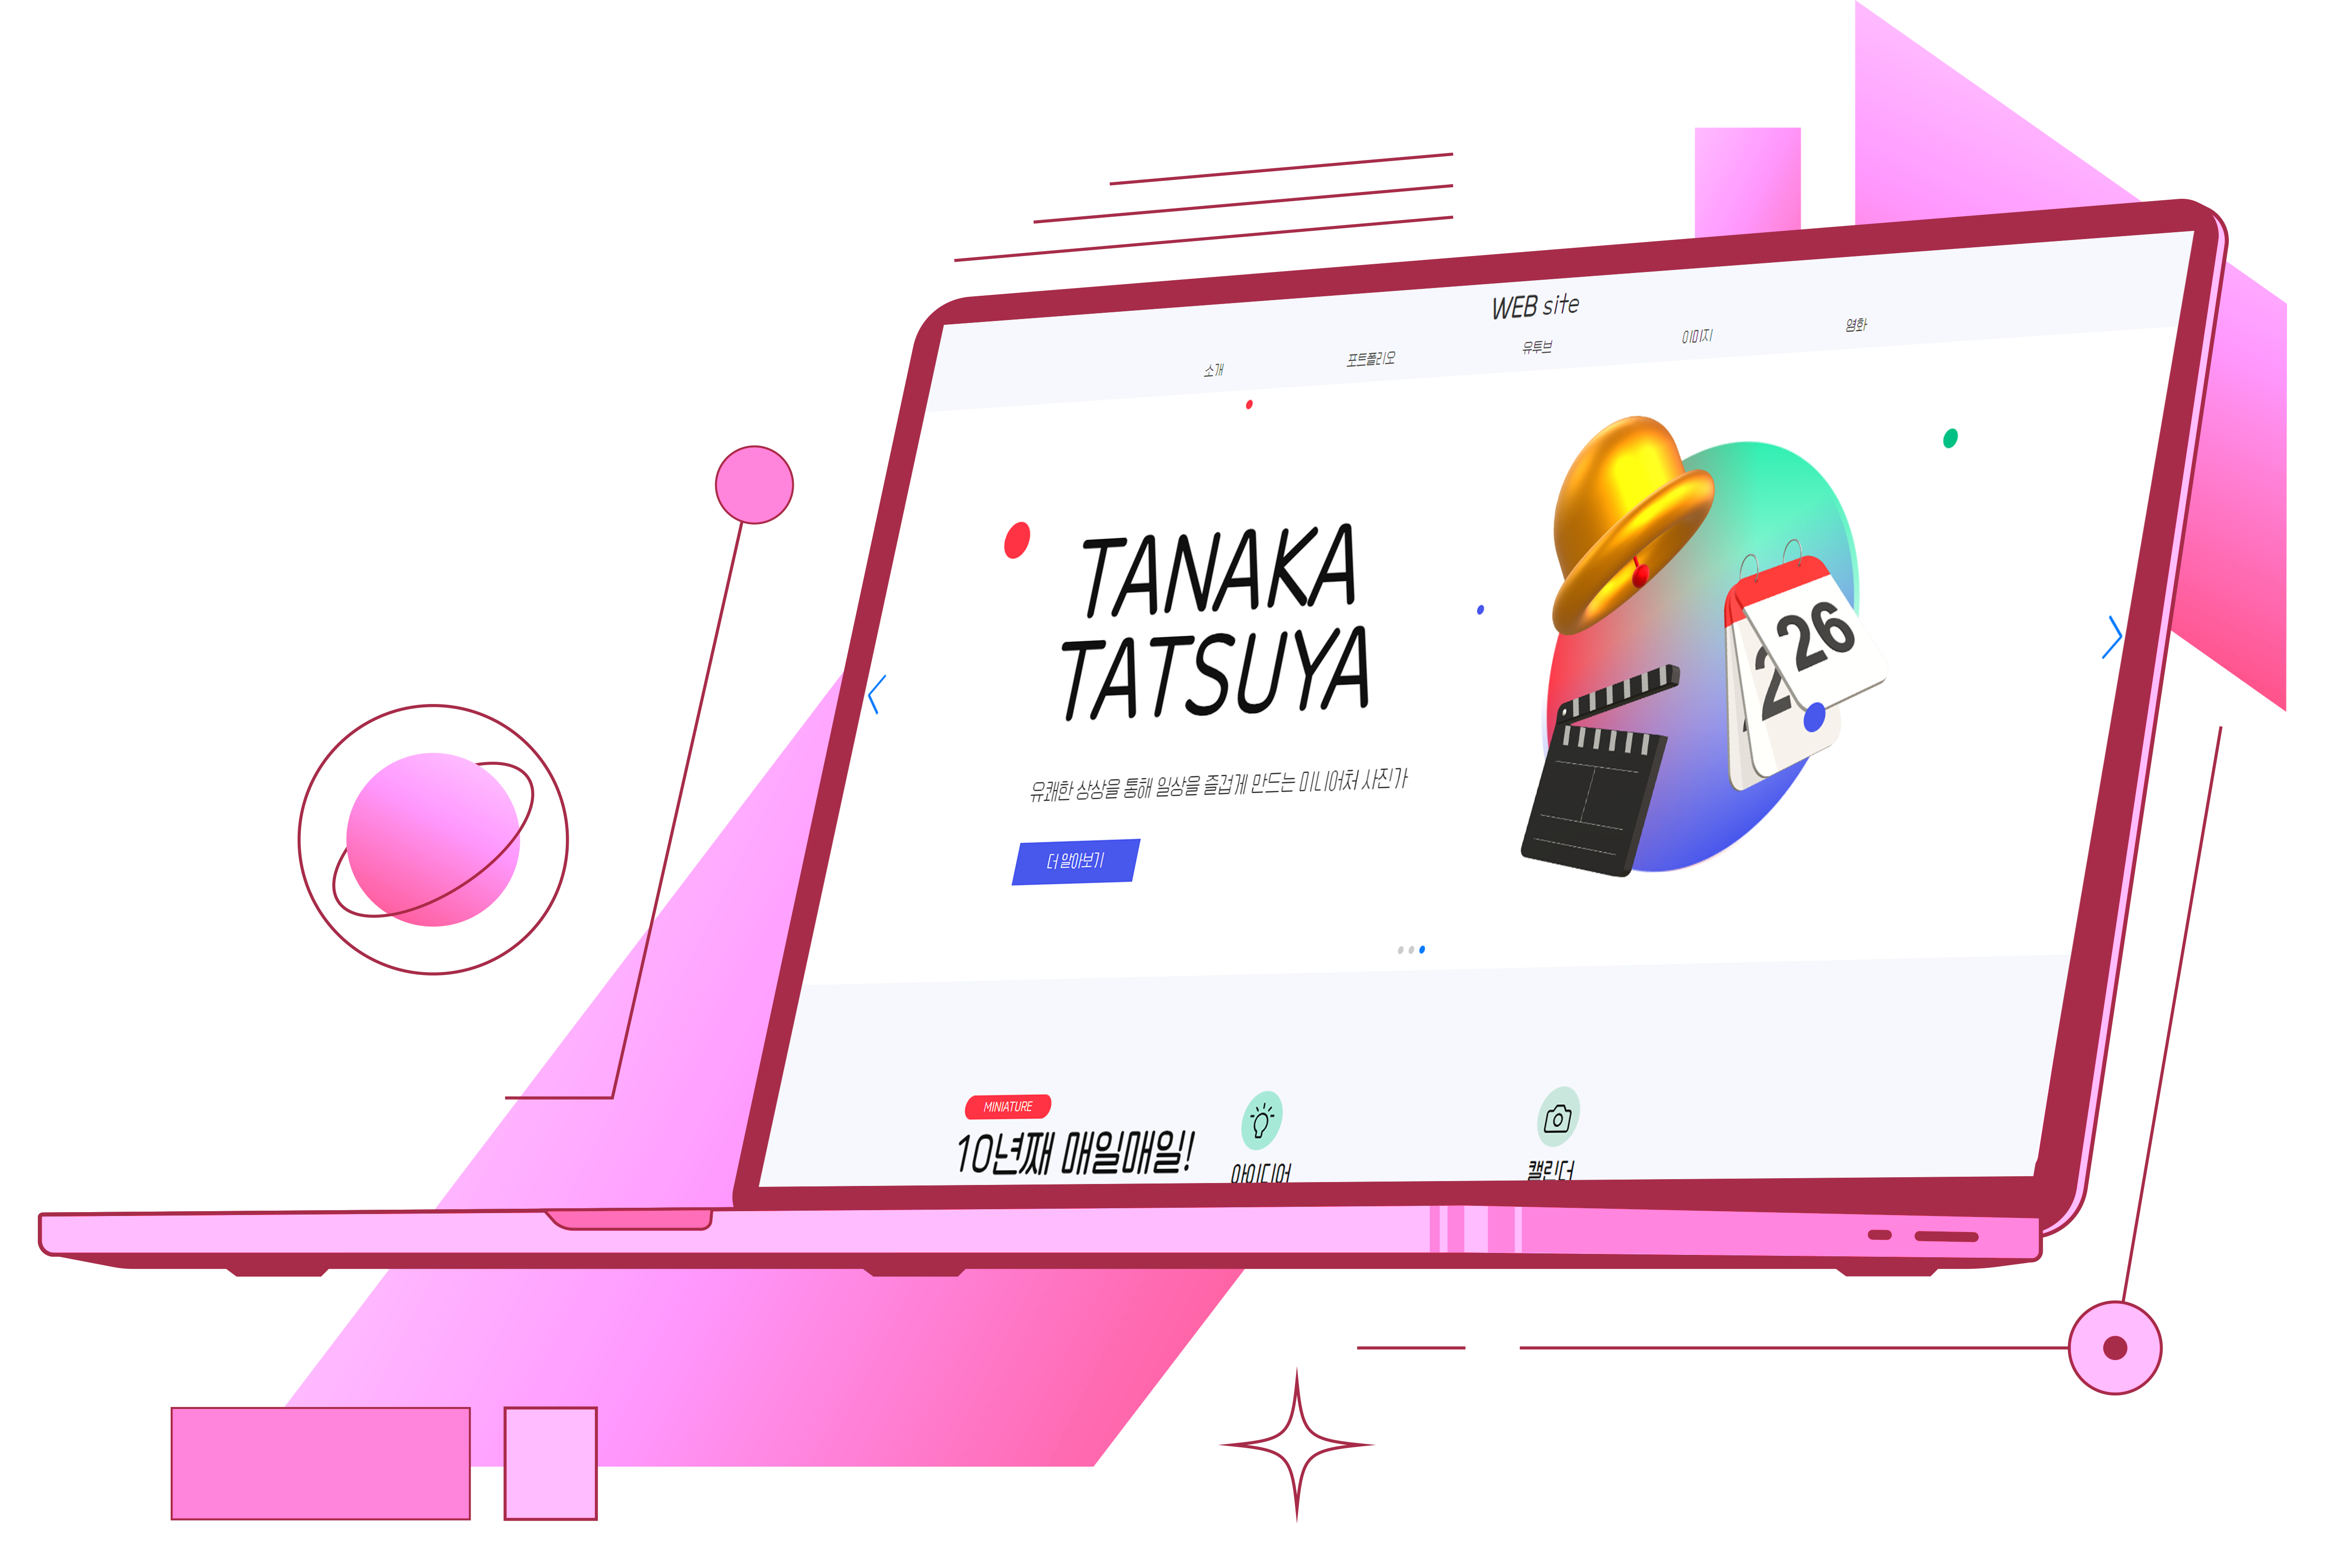 WEB site
소개 포트폴리오 유투브 이미지 영화
TANAKA
TATSUYA
유쾌한 상상을 통해 일상을 즐겁게 만드는 미니어쳐 사진가
더 알아보기
26
2
MINIATURE
10년째 매일매일!
아이디어
캘린더